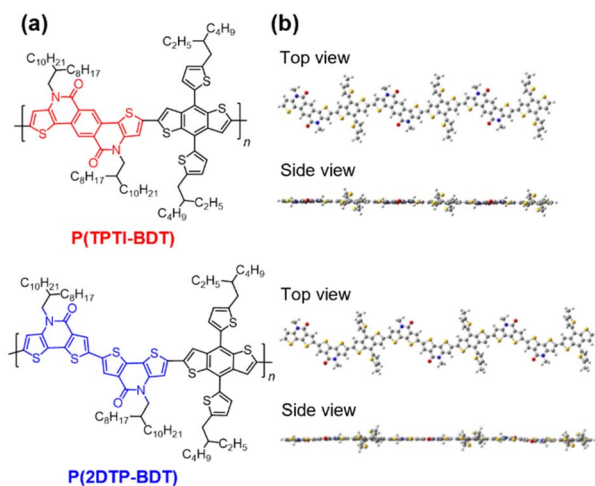 (a)
(b)
C₁₀H₂₁
C₈H₁₇
N
O
S
S
O
N
C₈H₁₇
C₁₀H₂₁
C₂H₅
C₄H₉
S
S
S
S
C₄H₉
C₂H₅
n
P(TPTI-BDT)
Top view
Side view
C₁₀H₂₁
C₈H₁₇
N
O
S
S
S
S
O
N
C₈H₁₇
C₁₀H₂₁
C₂H₅
C₄H₉
S
S
S
S
C₄H₉
C₂H₅
n
P(2DTP-BDT)
Top view
Side view